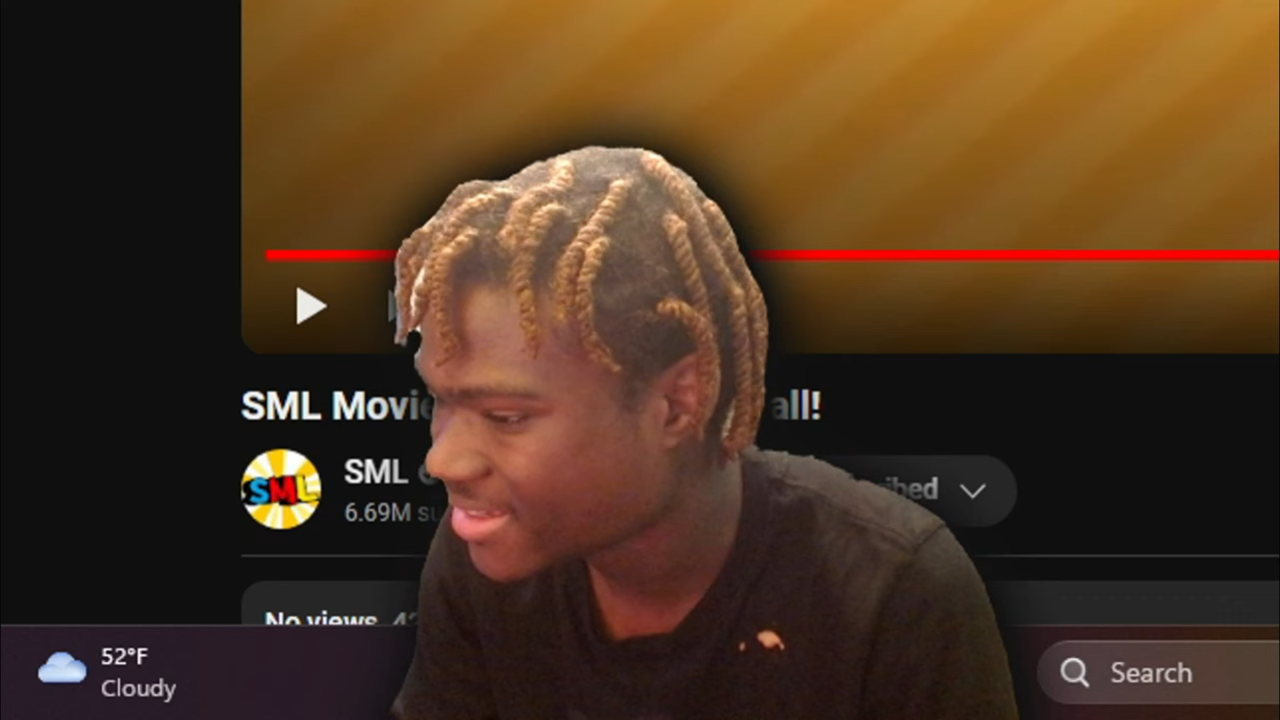 SML Movie all!
SML
SML
6.69M
No views
52°F
Cloudy
Search